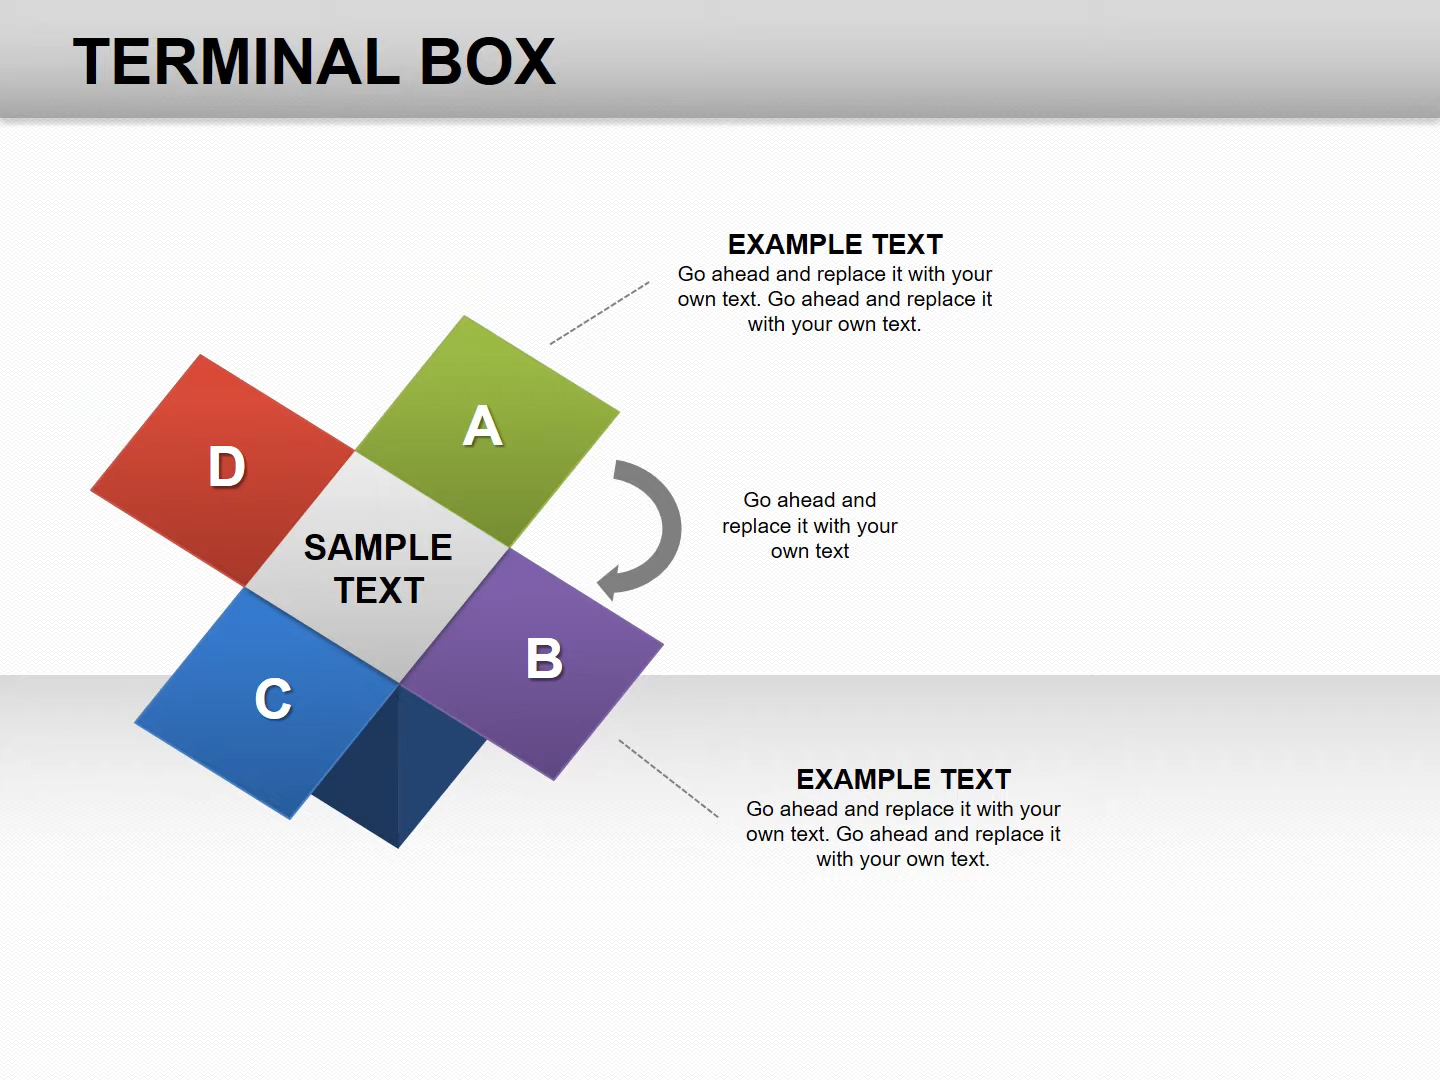 TERMINAL BOX
EXAMPLE TEXT
Go ahead and replace it with your
own text. Go ahead and replace it
with your own text.
A
D
Go ahead and
replace it with your
own text
SAMPLE
TEXT
B
C
EXAMPLE TEXT
Go ahead and replace it with your
own text. Go ahead and replace it
with your own text.